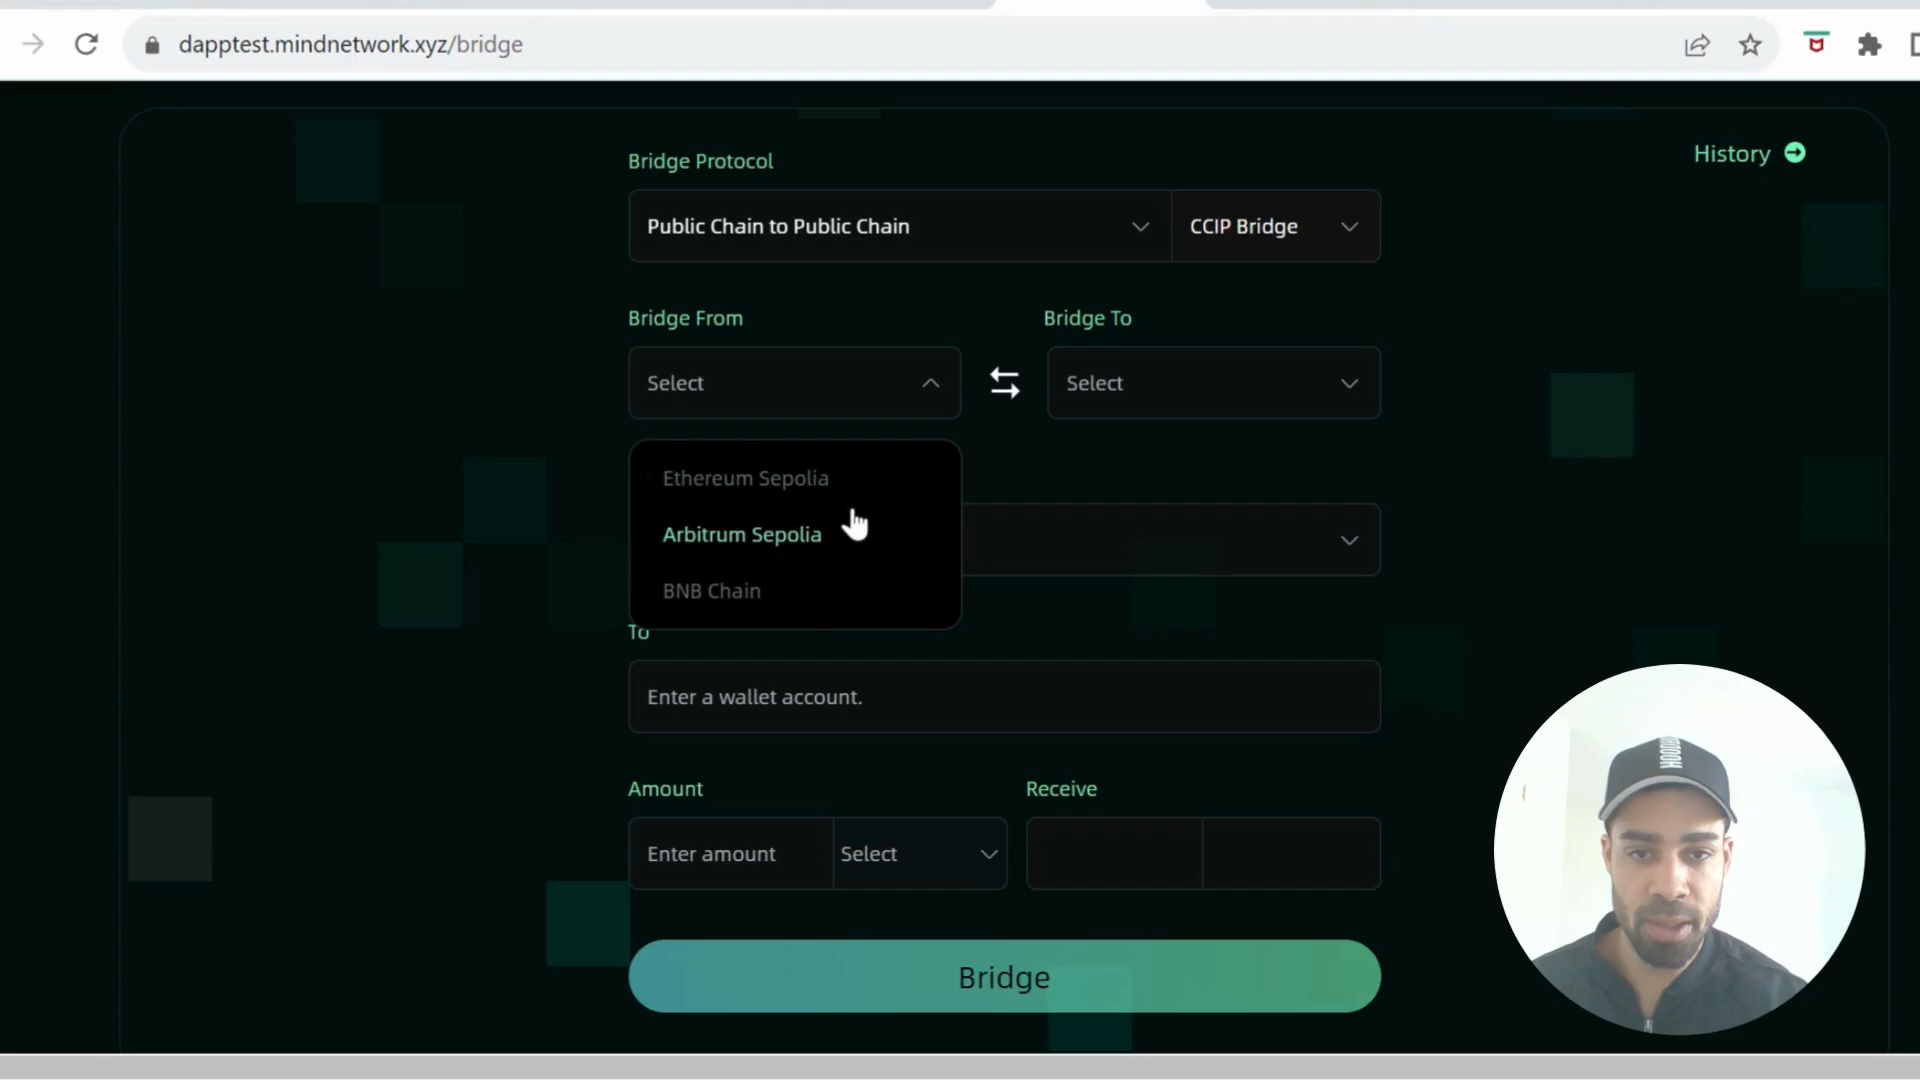 dapptest.mindnetwork.xyz/bridge
History
Bridge Protocol
Public Chain to Public Chain
CCIP Bridge
Bridge From
Bridge To
Select
Select
Ethereum Sepolia
Arbitrum Sepolia
BNB Chain
To
Enter a wallet account.
Amount
Receive
Enter amount
Select
Bridge